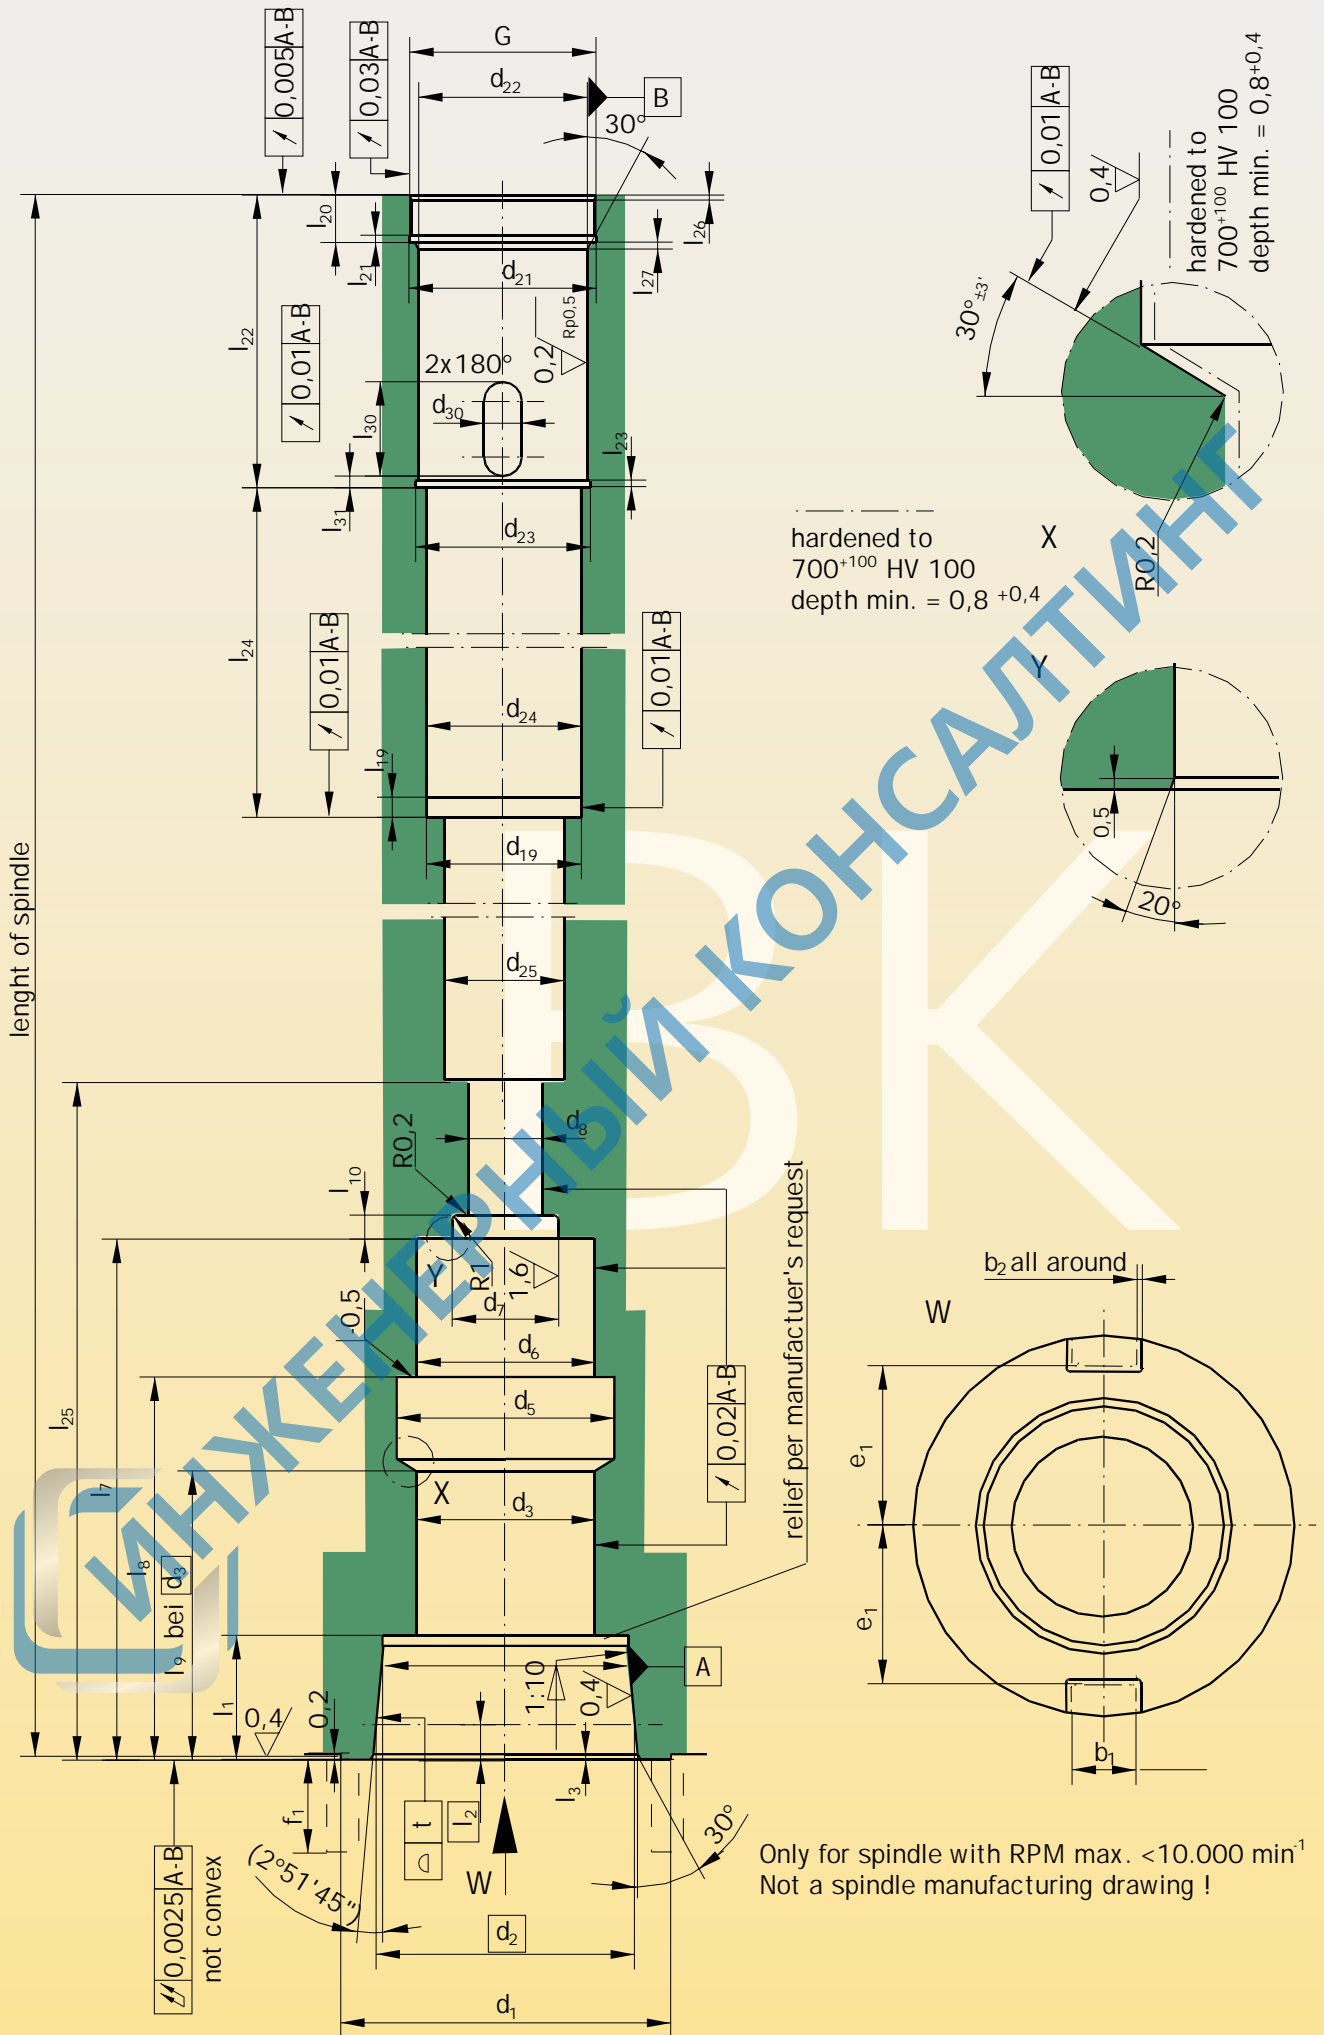 0,005 A-B
0,03 A-B
G
d22
B
30°
0,01 A-B
0,4
hardened to
700+100 HV 100
depth min. = 0,8+0,4
l20
l21
l26
l27
d21
l22
0,01 A-B
Rp0,5
0,2
2x180°
d30
l30
l23
l31
d23
30°±3'
R0,2
X
hardened to
700+100 HV 100
depth min. = 0,8 +0,4
l24
0,01 A-B
0,01 A-B
d24
l19
d19
Y
0,5
20°
lenght of spindle
d25
BK
ИНЖЕНЕРНЫЙ КОНСАЛТИНГ
d8
R0,2
l10
Y
R1
1,6
d7
-0,5
d6
d5
X
d3
l25
l7
l8
l9 bei d3
l1
0,02 A-B
relief per manufactuer's request
b2 all around
W
e1
e1
b1
0,4
0,2
1:10
0,4
A
f1
t
l2
l3
W
30°
(2°51'45")
0,0025 A-B
not convex
d2
d1
Only for spindle with RPM max. <10.000 min-1
Not a spindle manufacturing drawing !